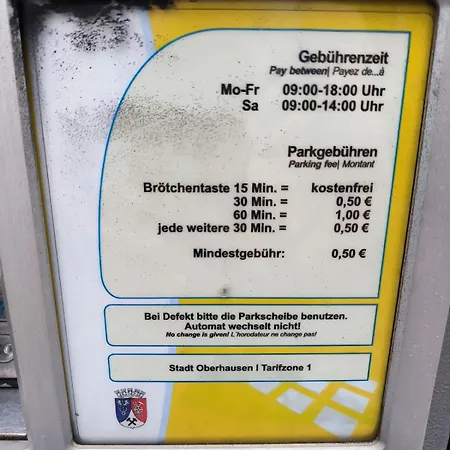 Gebührenzeit
Pay between| Payez de...à
Mo-Fr 09:00-18:00 Uhr
Sa 09:00-14:00 Uhr
Parkgebühren
Parking fee| Montant
Brötchentaste 15 Min. = kostenfrei
30 Min. = 0,50 €
60 Min. = 1,00 €
jede weitere 30 Min. = 0,50 €
Mindestgebühr: 0,50 €
Bei Defekt bitte die Parkscheibe benutzen.
Automat wechselt nicht!
No change is given! L'horodateur ne change pas!
Stadt Oberhausen I Tarifzone 1